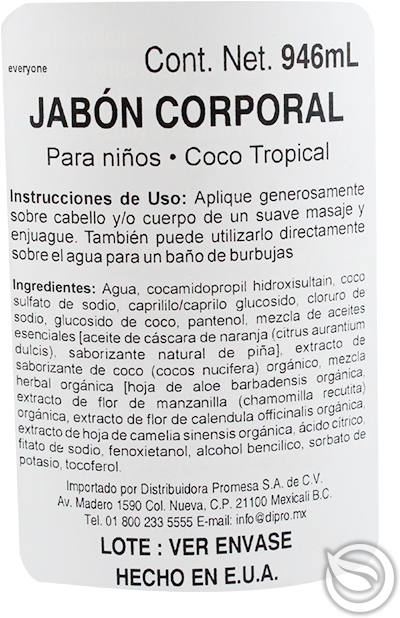 everyone
Cont. Net. 946mL
JABÓN CORPORAL
Para niños • Coco Tropical
Instrucciones de Uso: Aplique generosamente
sobre cabello y/o cuerpo de un suave masaje y
enjuague. También puede utilizarlo directamente
sobre el agua para un baño de burbujas
Ingredientes: Agua, cocamidopropil hidroxisultain, coco
sulfato de sodio, caprililo/caprilo glucosido, cloruro de
sodio, glucosido de coco, pantenol, mezcla de aceites
esenciales [aceite de cáscara de naranja (citrus aurantium
dulcis), saborizante natural de piña], extracto de
saborizante de coco (cocos nucifera) orgánico, mezcla
herbal orgánica [hoja de aloe barbadensis orgánica,
extracto de flor de manzanilla (chamomilla recutita)
orgánica, extracto de flor de calendula officinalis orgánica,
extracto de hoja de camelia sinensis orgánica, ácido cítrico,
fitato de sodio, fenoxietanol, alcohol bencílico, sorbato de
potasio, tocoferol.
Importado por Distribuidora Promesa S.A. de C.V.
Av. Madero 1590 Col. Nueva, C.P. 21100 Mexicali B.C.
Tel. 01 800 233 5555 E-mail: info@dipro.mx
LOTE : VER ENVASE
HECHO EN E.U.A.